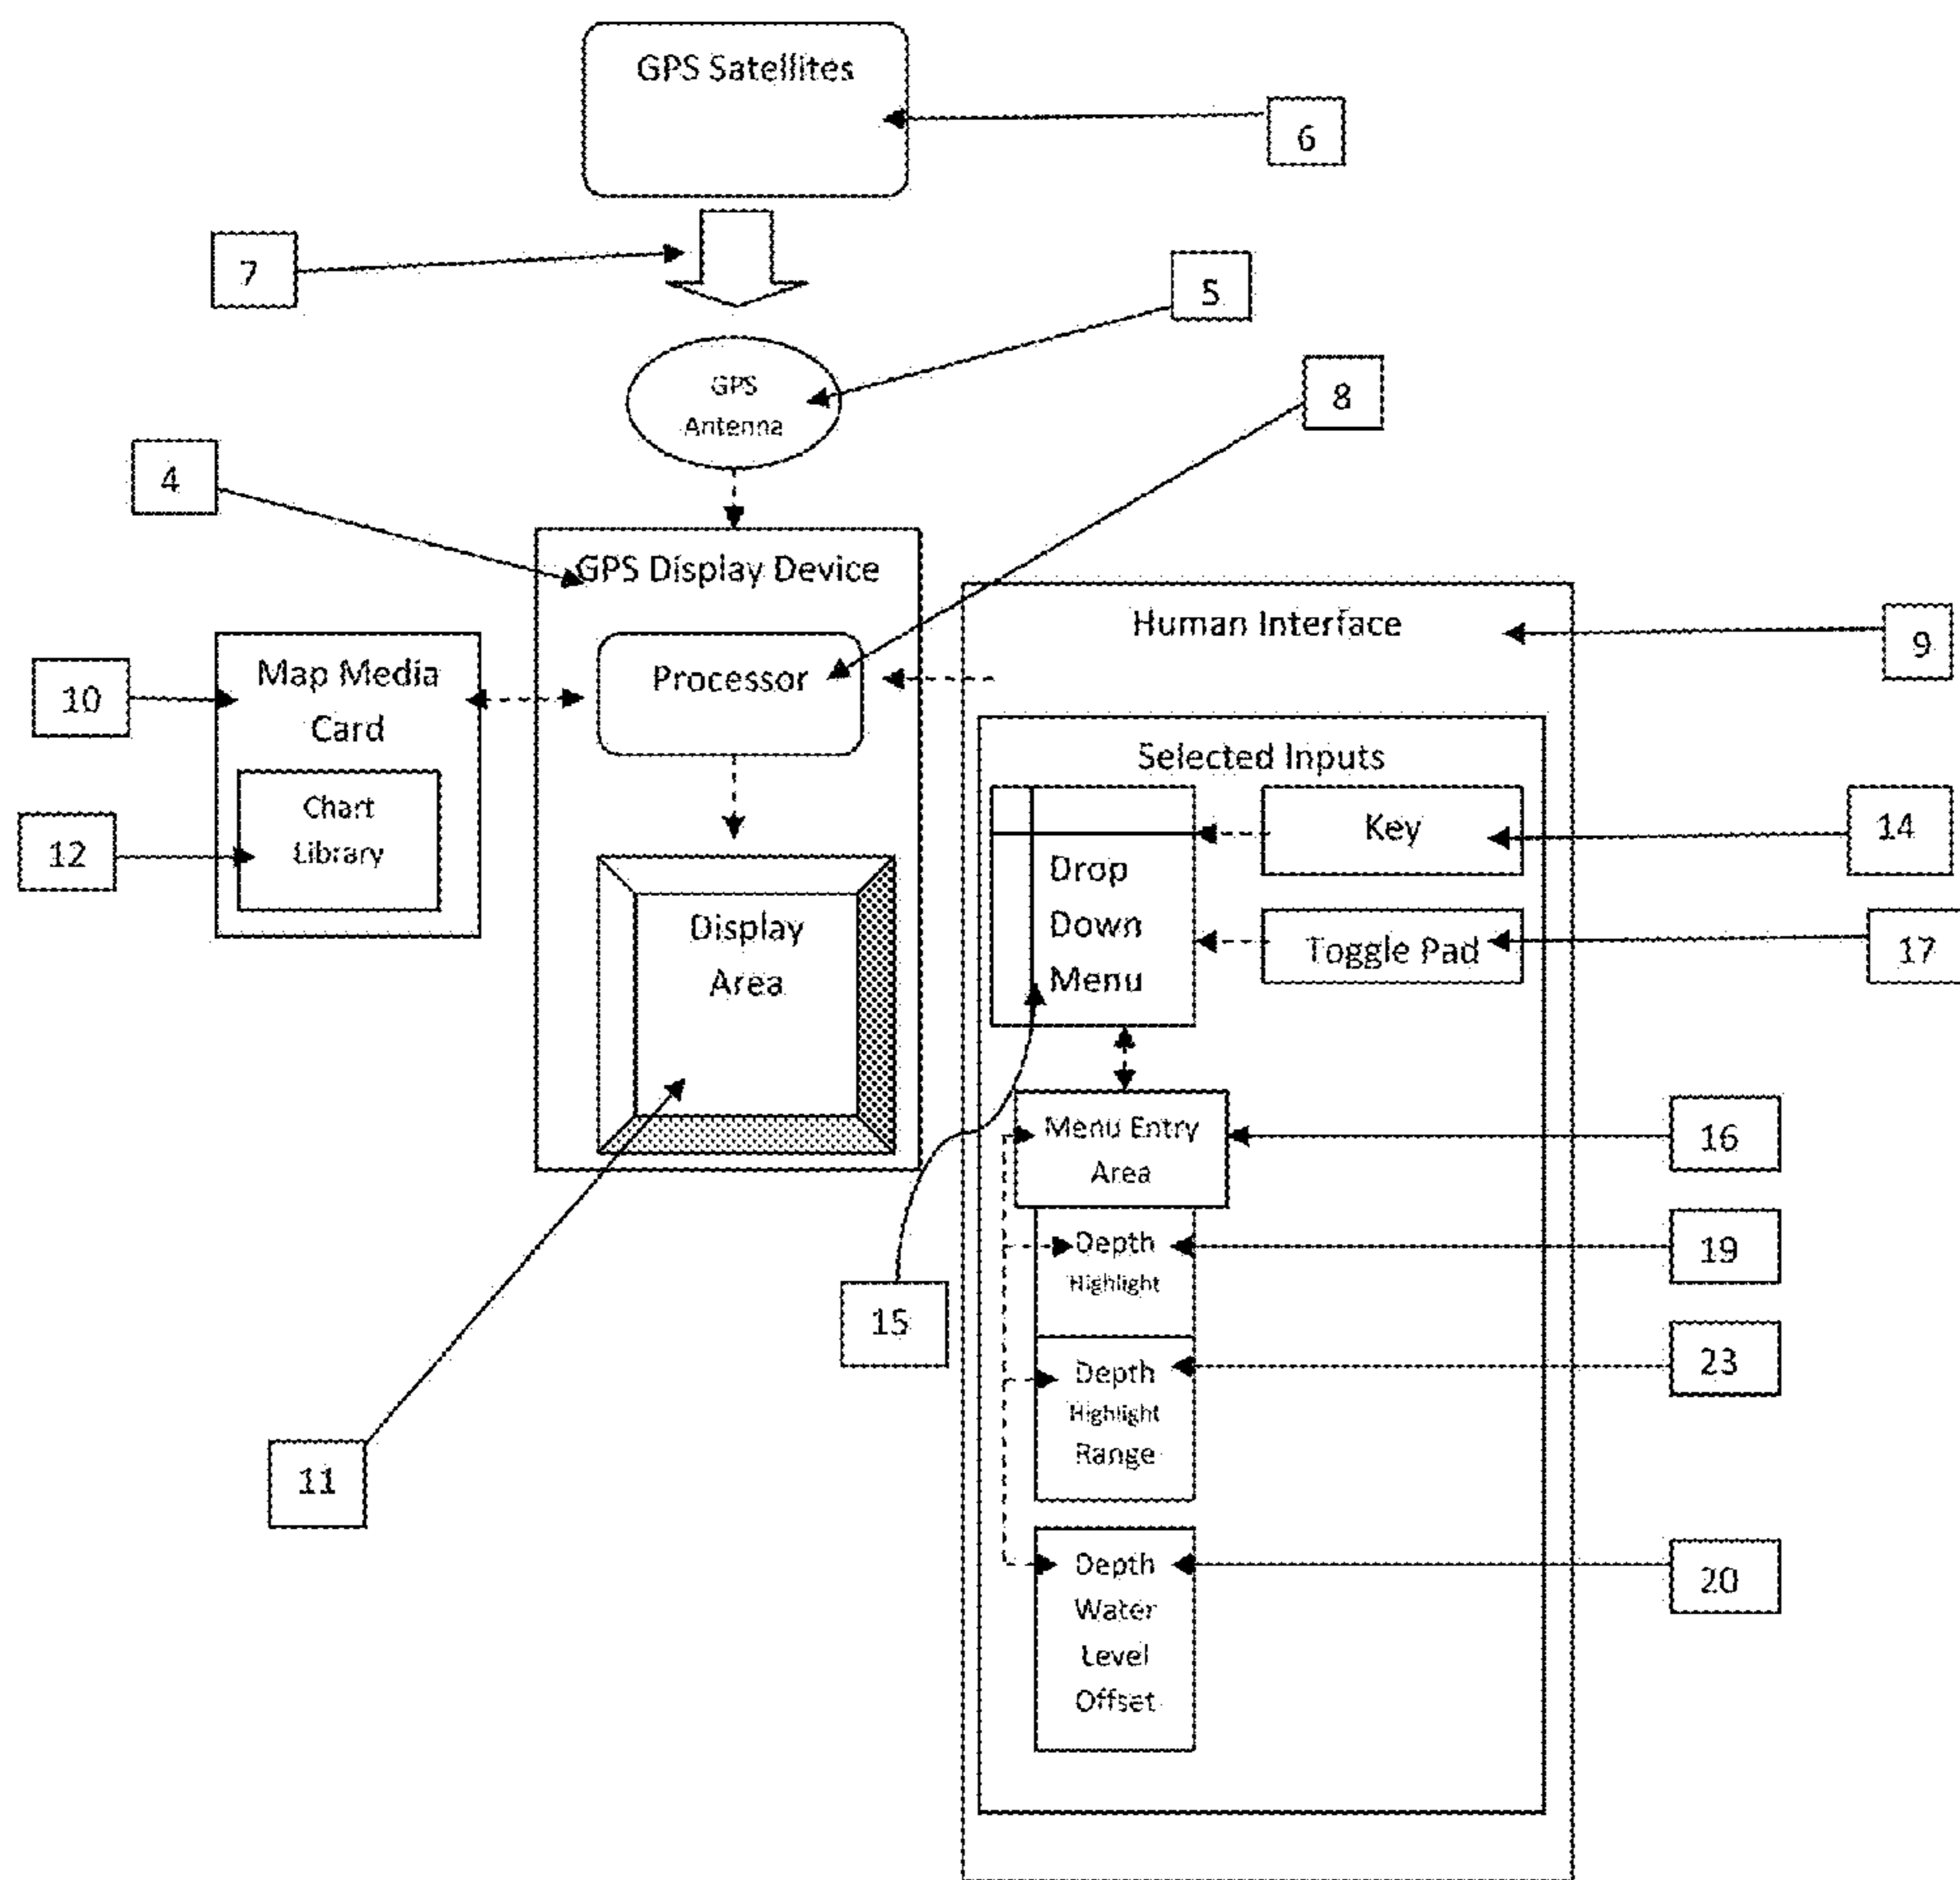 GPS Satellites
6
7
5
GPS
Antenna
8
4
GPS Display Device
Human Interface
9
Processor
Map Media
Card
10
Selected Inputs
Chart
Library
12
Key
14
Drop
Down
Menu
Toggle Pad
17
Display
Area
Menu Entry
Area
16
Depth
Highlight
19
15
Depth
Highlight
Range
23
11
Depth
Water
Level
Offset
20